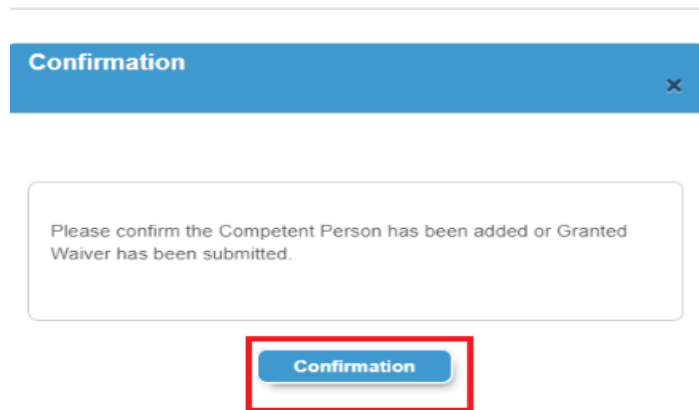 Confirmation
Please confirm the Competent Person has been added or Granted
Waiver has been submitted.
Confirmation